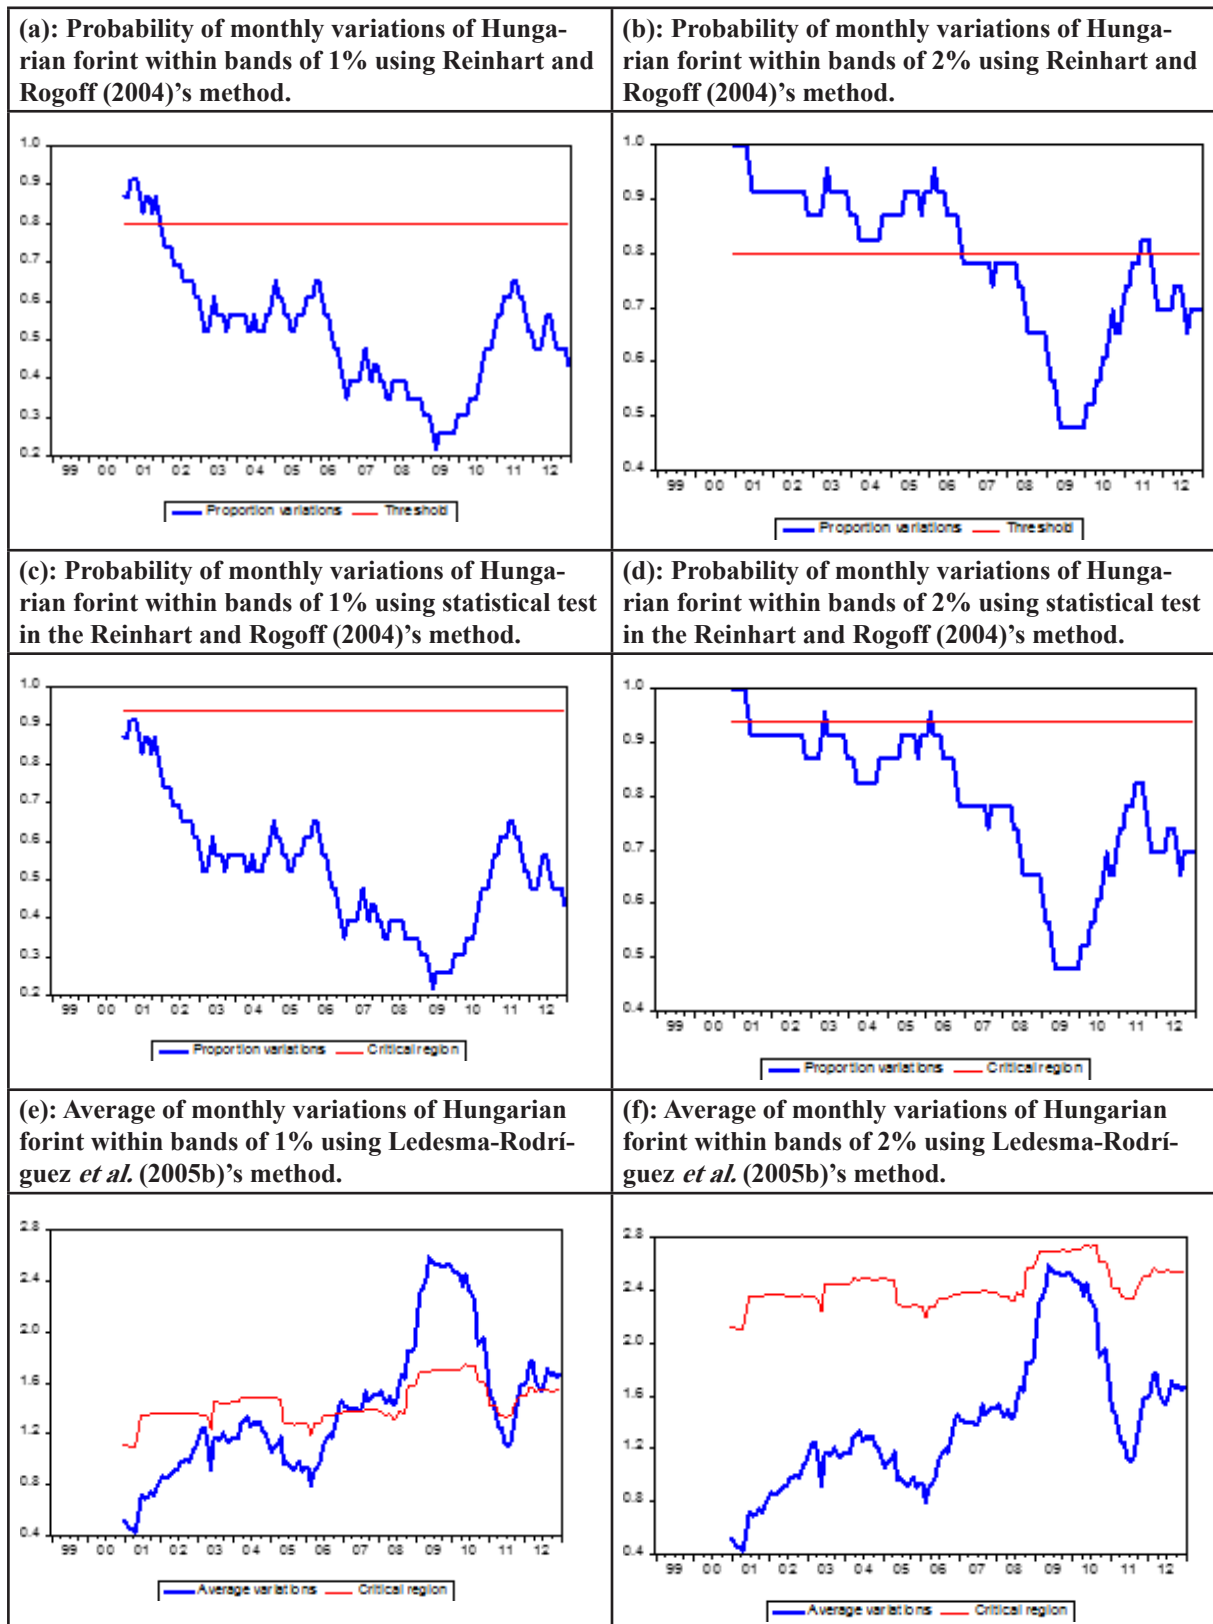 (a): Probability of monthly variations of Hunga-
rian forint within bands of 1% using Reinhart and
Rogoff (2004)’s method.
1.0
0.9
0.8
0.7
0.6
0.5
0.4
0.3
0.2
99 00 01 02 03 04 05 06 07 08 09 10 11 12
Proportion variations Threshold
(b): Probability of monthly variations of Hunga-
rian forint within bands of 2% using Reinhart and
Rogoff (2004)’s method.
1.0
0.9
0.8
0.7
0.6
0.5
0.4
99 00 01 02 03 04 05 06 07 08 09 10 11 12
Proportion variations Threshold
(c): Probability of monthly variations of Hunga-
rian forint within bands of 1% using statistical test
in the Reinhart and Rogoff (2004)’s method.
1.0
0.9
0.8
0.7
0.6
0.5
0.4
0.3
0.2
99 00 01 02 03 04 05 06 07 08 09 10 11 12
Proportion variations Critical region
(d): Probability of monthly variations of Hunga-
rian forint within bands of 2% using statistical test
in the Reinhart and Rogoff (2004)’s method.
1.0
0.9
0.8
0.7
0.6
0.5
0.4
99 00 01 02 03 04 05 06 07 08 09 10 11 12
Proportion variations Critical region
(e): Average of monthly variations of Hungarian
forint within bands of 1% using Ledesma-Rodrí-
guez et al. (2005b)’s method.
2.8
2.4
2.0
1.6
1.2
0.8
0.4
99 00 01 02 03 04 05 06 07 08 09 10 11 12
Average variations Critical region
(f): Average of monthly variations of Hungarian
forint within bands of 2% using Ledesma-Rodrí-
guez et al. (2005b)’s method.
2.8
2.4
2.0
1.6
1.2
0.8
0.4
99 00 01 02 03 04 05 06 07 08 09 10 11 12
Average variations Critical region